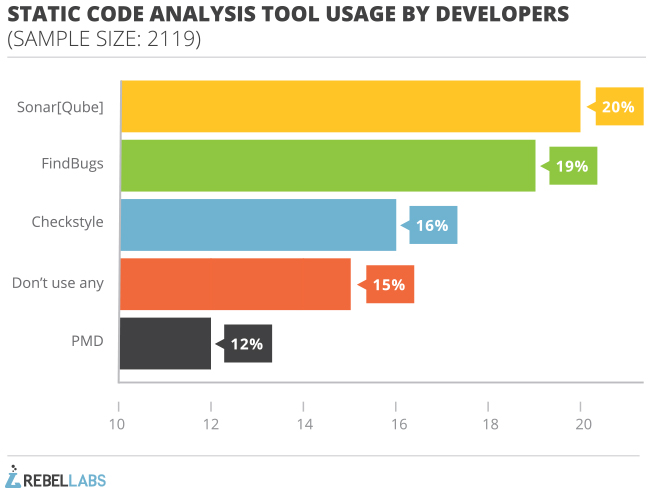 STATIC CODE ANALYSIS TOOL USAGE BY DEVELOPERS
(SAMPLE SIZE: 2119)
Sonar[Qube] 20%
FindBugs 19%
Checkstyle 16%
Don't use any 15%
PMD 12%
10 12 14 16 18 20
REBELLABS